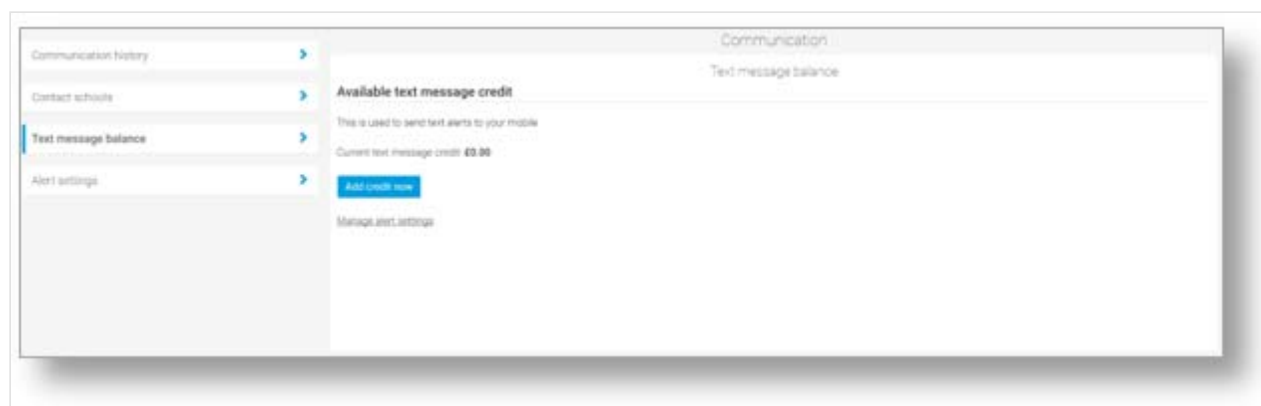 Communication history
Contact schools
Text message balance
Alert settings
Communication
Text message balance
Available text message credit
This is used to send text alerts to your mobile
Current text message credit: £0.00
Add credit now
Manage alert settings